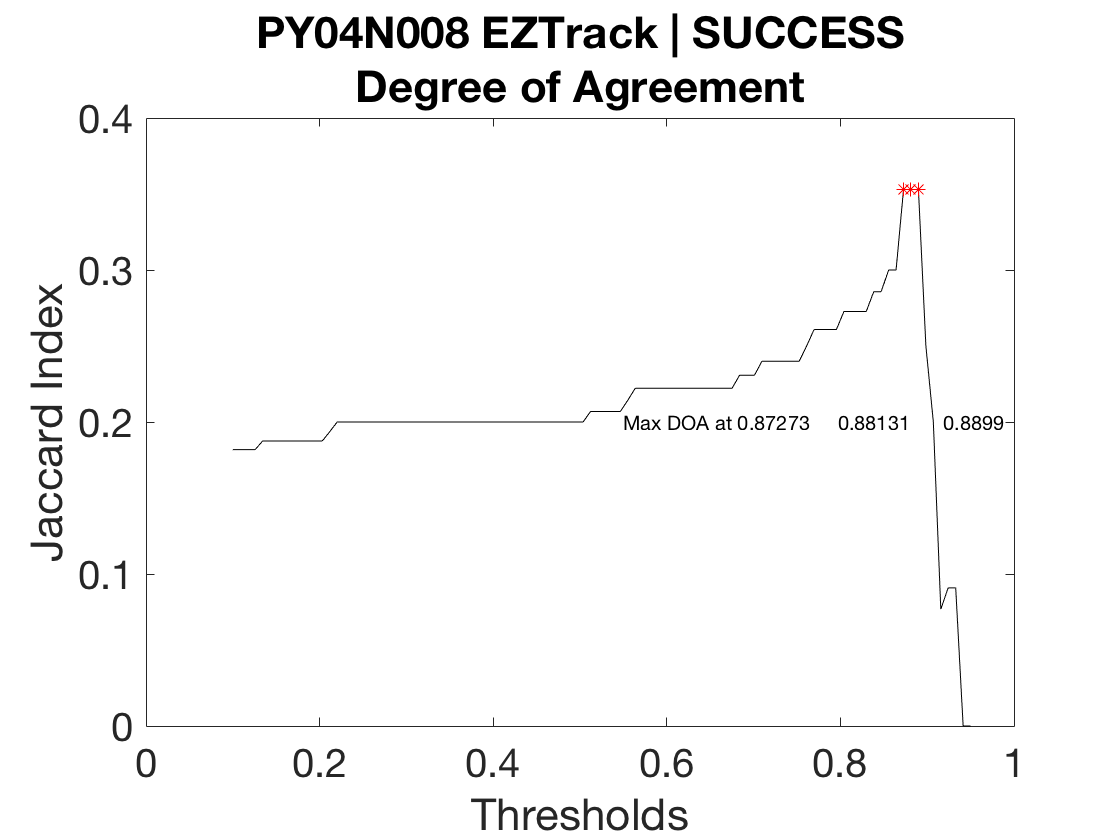 PY04N008 EZTrack | SUCCESS
Degree of Agreement
0.4
0.3
0.2
0.1
0
Jaccard Index
Max DOA at 0.87273 0.88131 0.8899
0 0.2 0.4 0.6 0.8 1
Thresholds